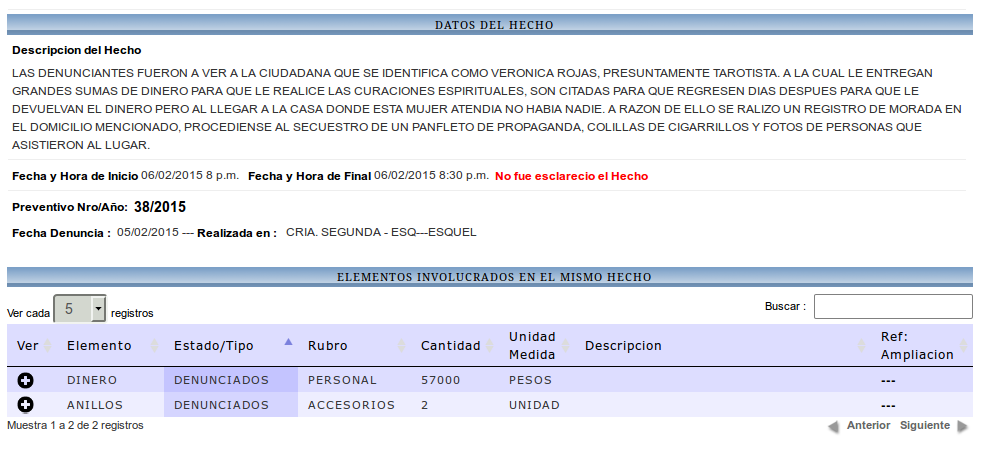 DATOS DEL HECHO
Descripcion del Hecho
LAS DENUNCIANTES FUERON A VER A LA CIUDADANA QUE SE IDENTIFICA COMO VERONICA ROJAS, PRESUNTAMENTE TAROTISTA. A LA CUAL LE ENTREGAN
GRANDES SUMAS DE DINERO PARA QUE LE REALICE LAS CURACIONES ESPIRITUALES, SON CITADAS PARA QUE REGRESEN DIAS DESPUES PARA QUE LE
DEVUELVAN EL DINERO PERO AL LLEGAR A LA CASA DONDE ESTA MUJER ATENDIA NO HABIA NADIE. A RAZON DE ELLO SE RALIZO UN REGISTRO DE MORADA EN
EL DOMICILIO MENCIONADO, PROCEDIENSE AL SECUESTRO DE UN PANFLETO DE PROPAGANDA, COLILLAS DE CIGARRILLOS Y FOTOS DE PERSONAS QUE
ASISTIERON AL LUGAR.
Fecha y Hora de Inicio 06/02/2015 8 p.m. Fecha y Hora de Final 06/02/2015 8:30 p.m. No fue esclarecio el Hecho
Preventivo Nro/Año: 38/2015
Fecha Denuncia : 05/02/2015 --- Realizada en : CRIA. SEGUNDA - ESQ---ESQUEL
ELEMENTOS INVOLUCRADOS EN EL MISMO HECHO
Ver cada 5 registros Buscar :
Ver Elemento Estado/Tipo Rubro Cantidad Unidad Medida Descripcion Ref: Ampliacion
DINERO DENUNCIADOS PERSONAL 57000 PESOS ---
ANILLOS DENUNCIADOS ACCESORIOS 2 UNIDAD ---
Muestra 1 a 2 de 2 registros Anterior Siguiente